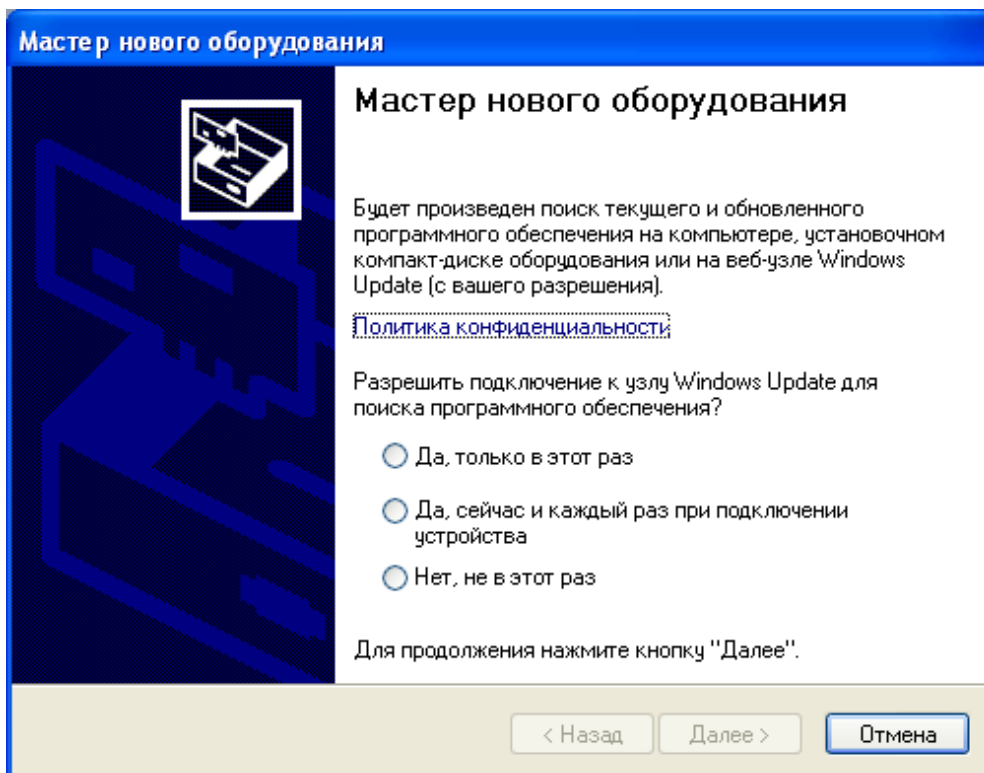 Мастер нового оборудования
Мастер нового оборудования
Будет произведен поиск текущего и обновленного
программного обеспечения на компьютере, установочном
компакт-диске оборудования или на веб-узле Windows
Update (с вашего разрешения).
Политика конфиденциальности
Разрешить подключение к узлу Windows Update для
поиска программного обеспечения?
Да, только в этот раз
Да, сейчас и каждый раз при подключении
устройства
Нет, не в этот раз
Для продолжения нажмите кнопку "Далее".
< Назад
Далее >
Отмена